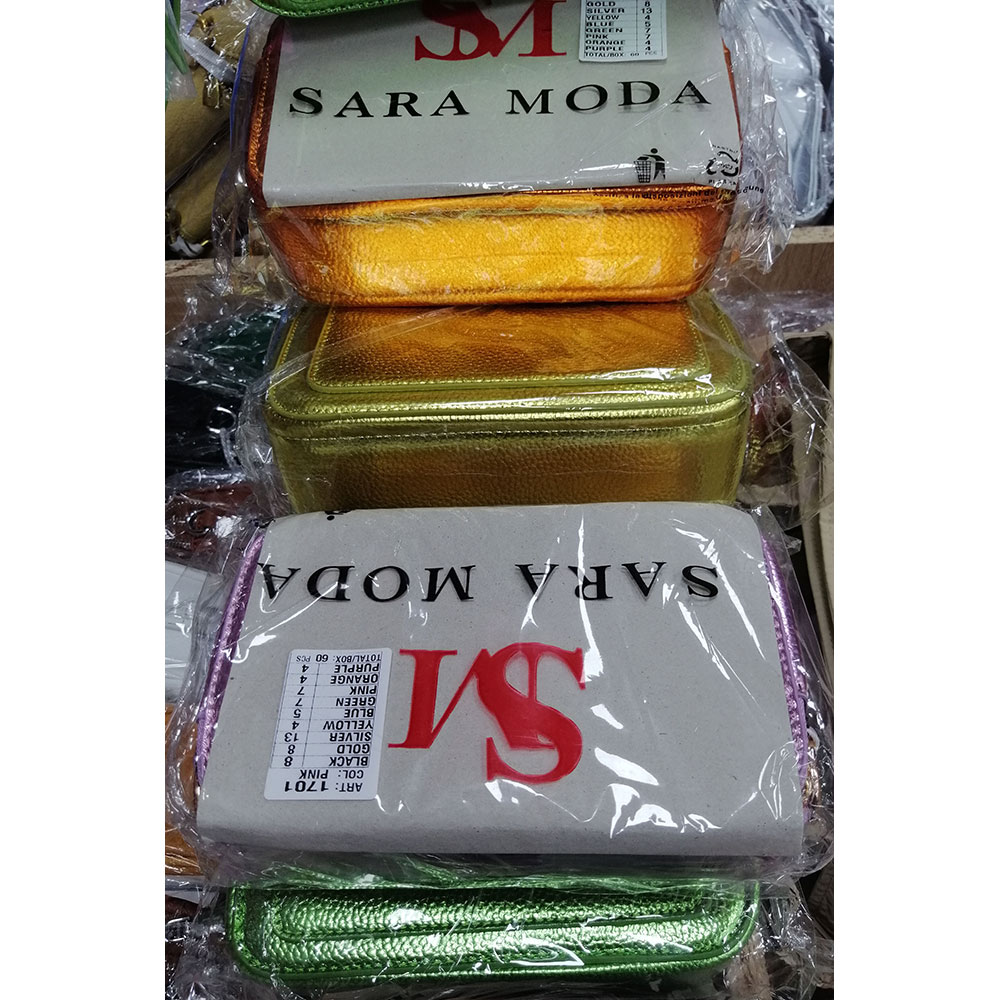 SM
GOLD 8
SILVER 13
YELLOW 4
BLUE 5
GREEN 7
PINK 7
ORANGE 4
PURPLE 4
TOTAL/BOX: 60 PCS
SARA MODA
SARA MODA
SM
ART: 1701
COL: PINK
BLACK 8
GOLD 8
SILVER 13
YELLOW 4
BLUE 5
GREEN 7
PINK 7
ORANGE 4
PURPLE 4
TOTAL/BOX: 60 PCS